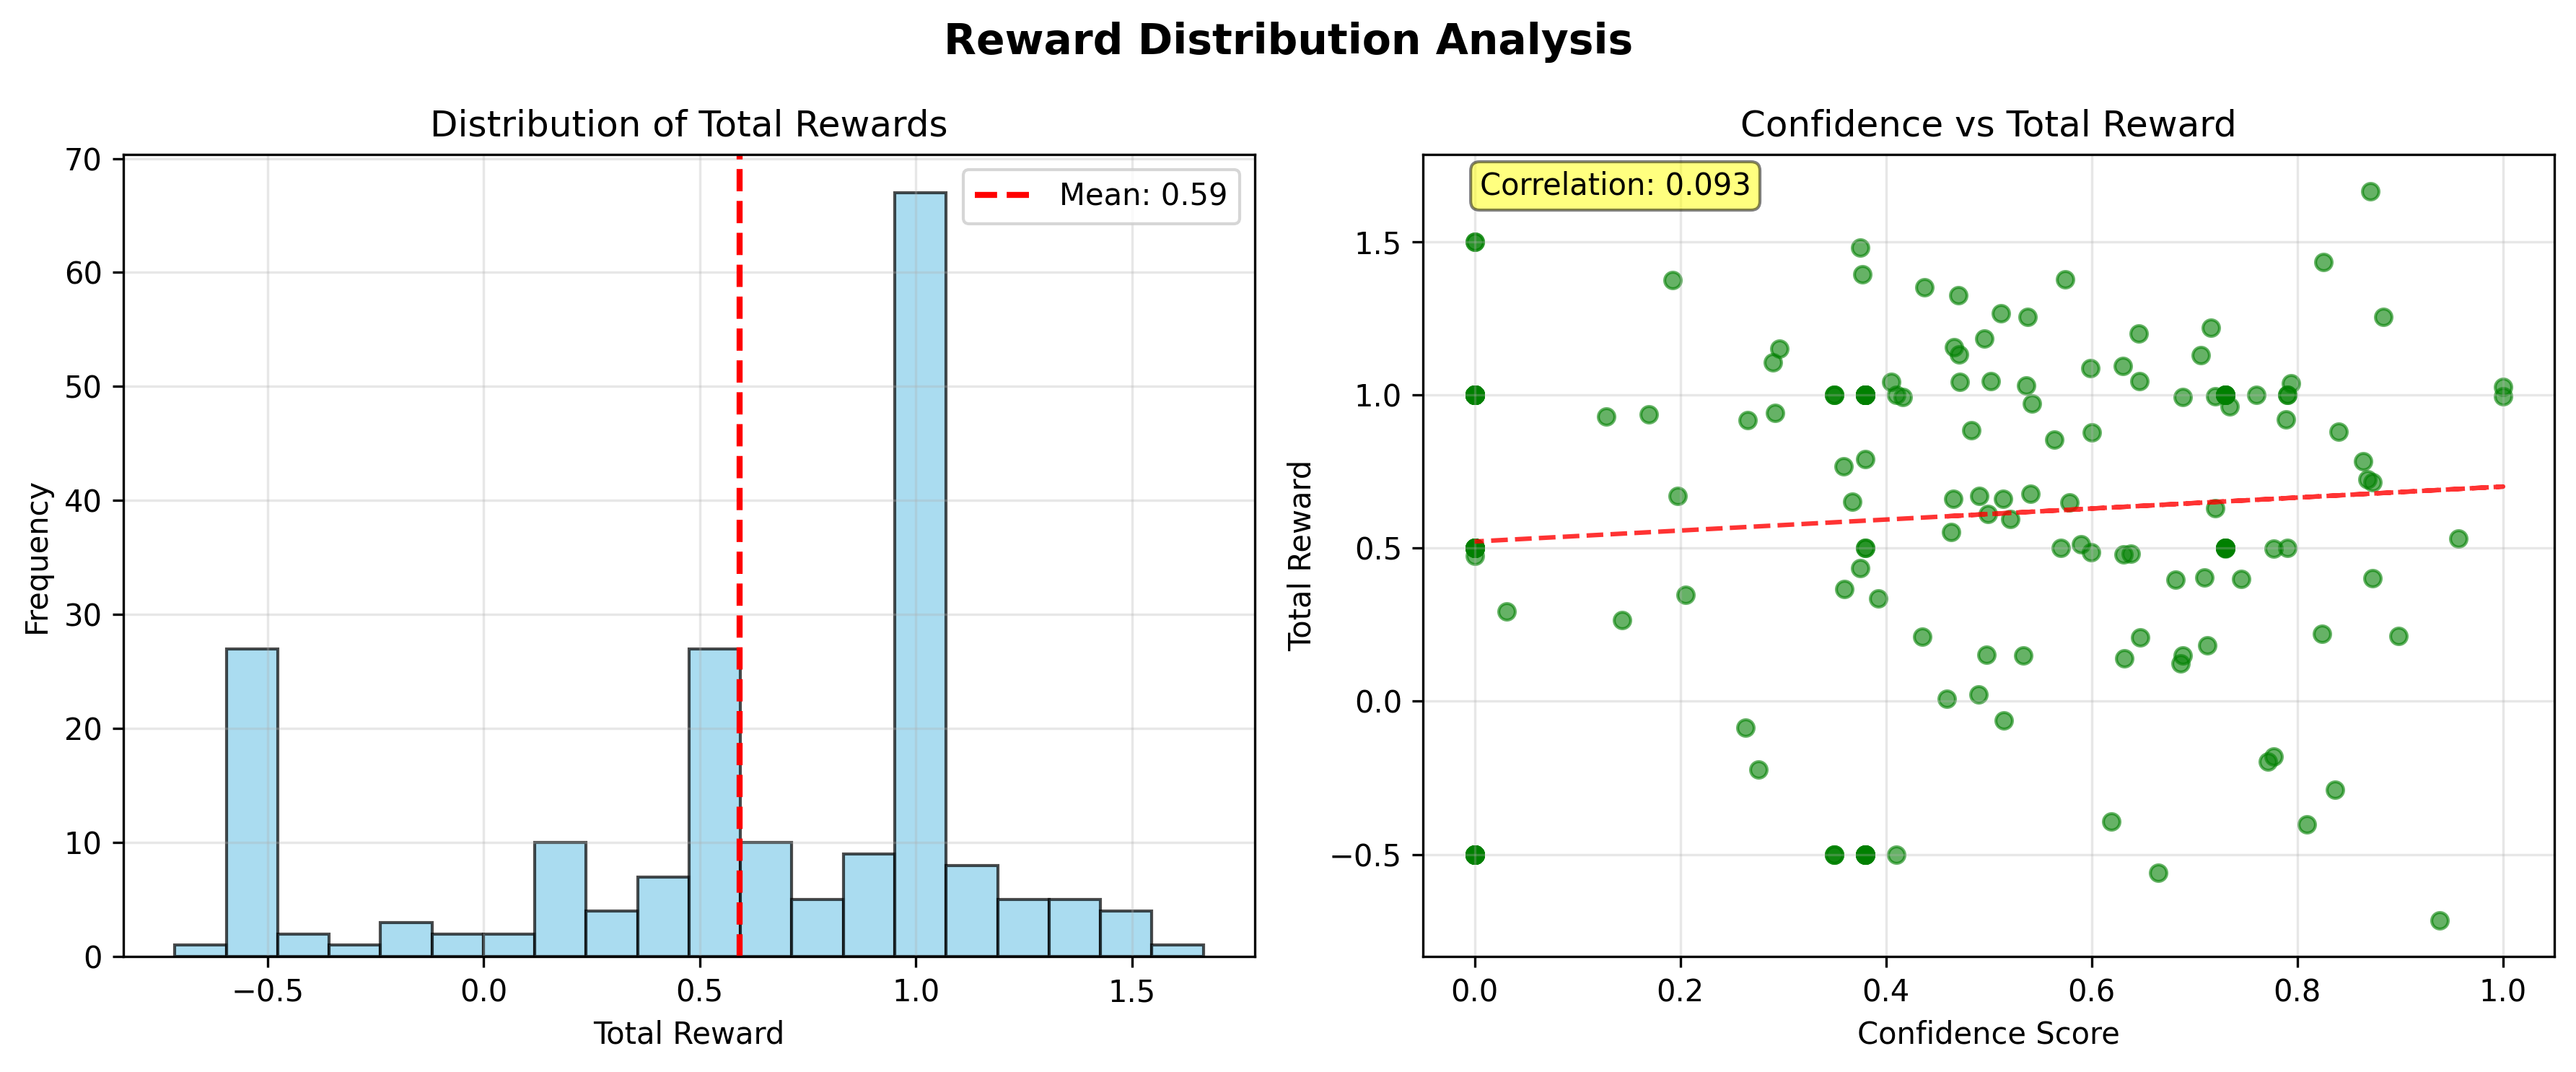 Reward Distribution Analysis
Distribution of Total Rewards
Mean: 0.59
70
60
50
40
30
20
10
0
Frequency
−0.5
0.0
0.5
1.0
1.5
Total Reward
Confidence vs Total Reward
Correlation: 0.093
1.5
1.0
0.5
0.0
−0.5
Total Reward
0.0
0.2
0.4
0.6
0.8
1.0
Confidence Score